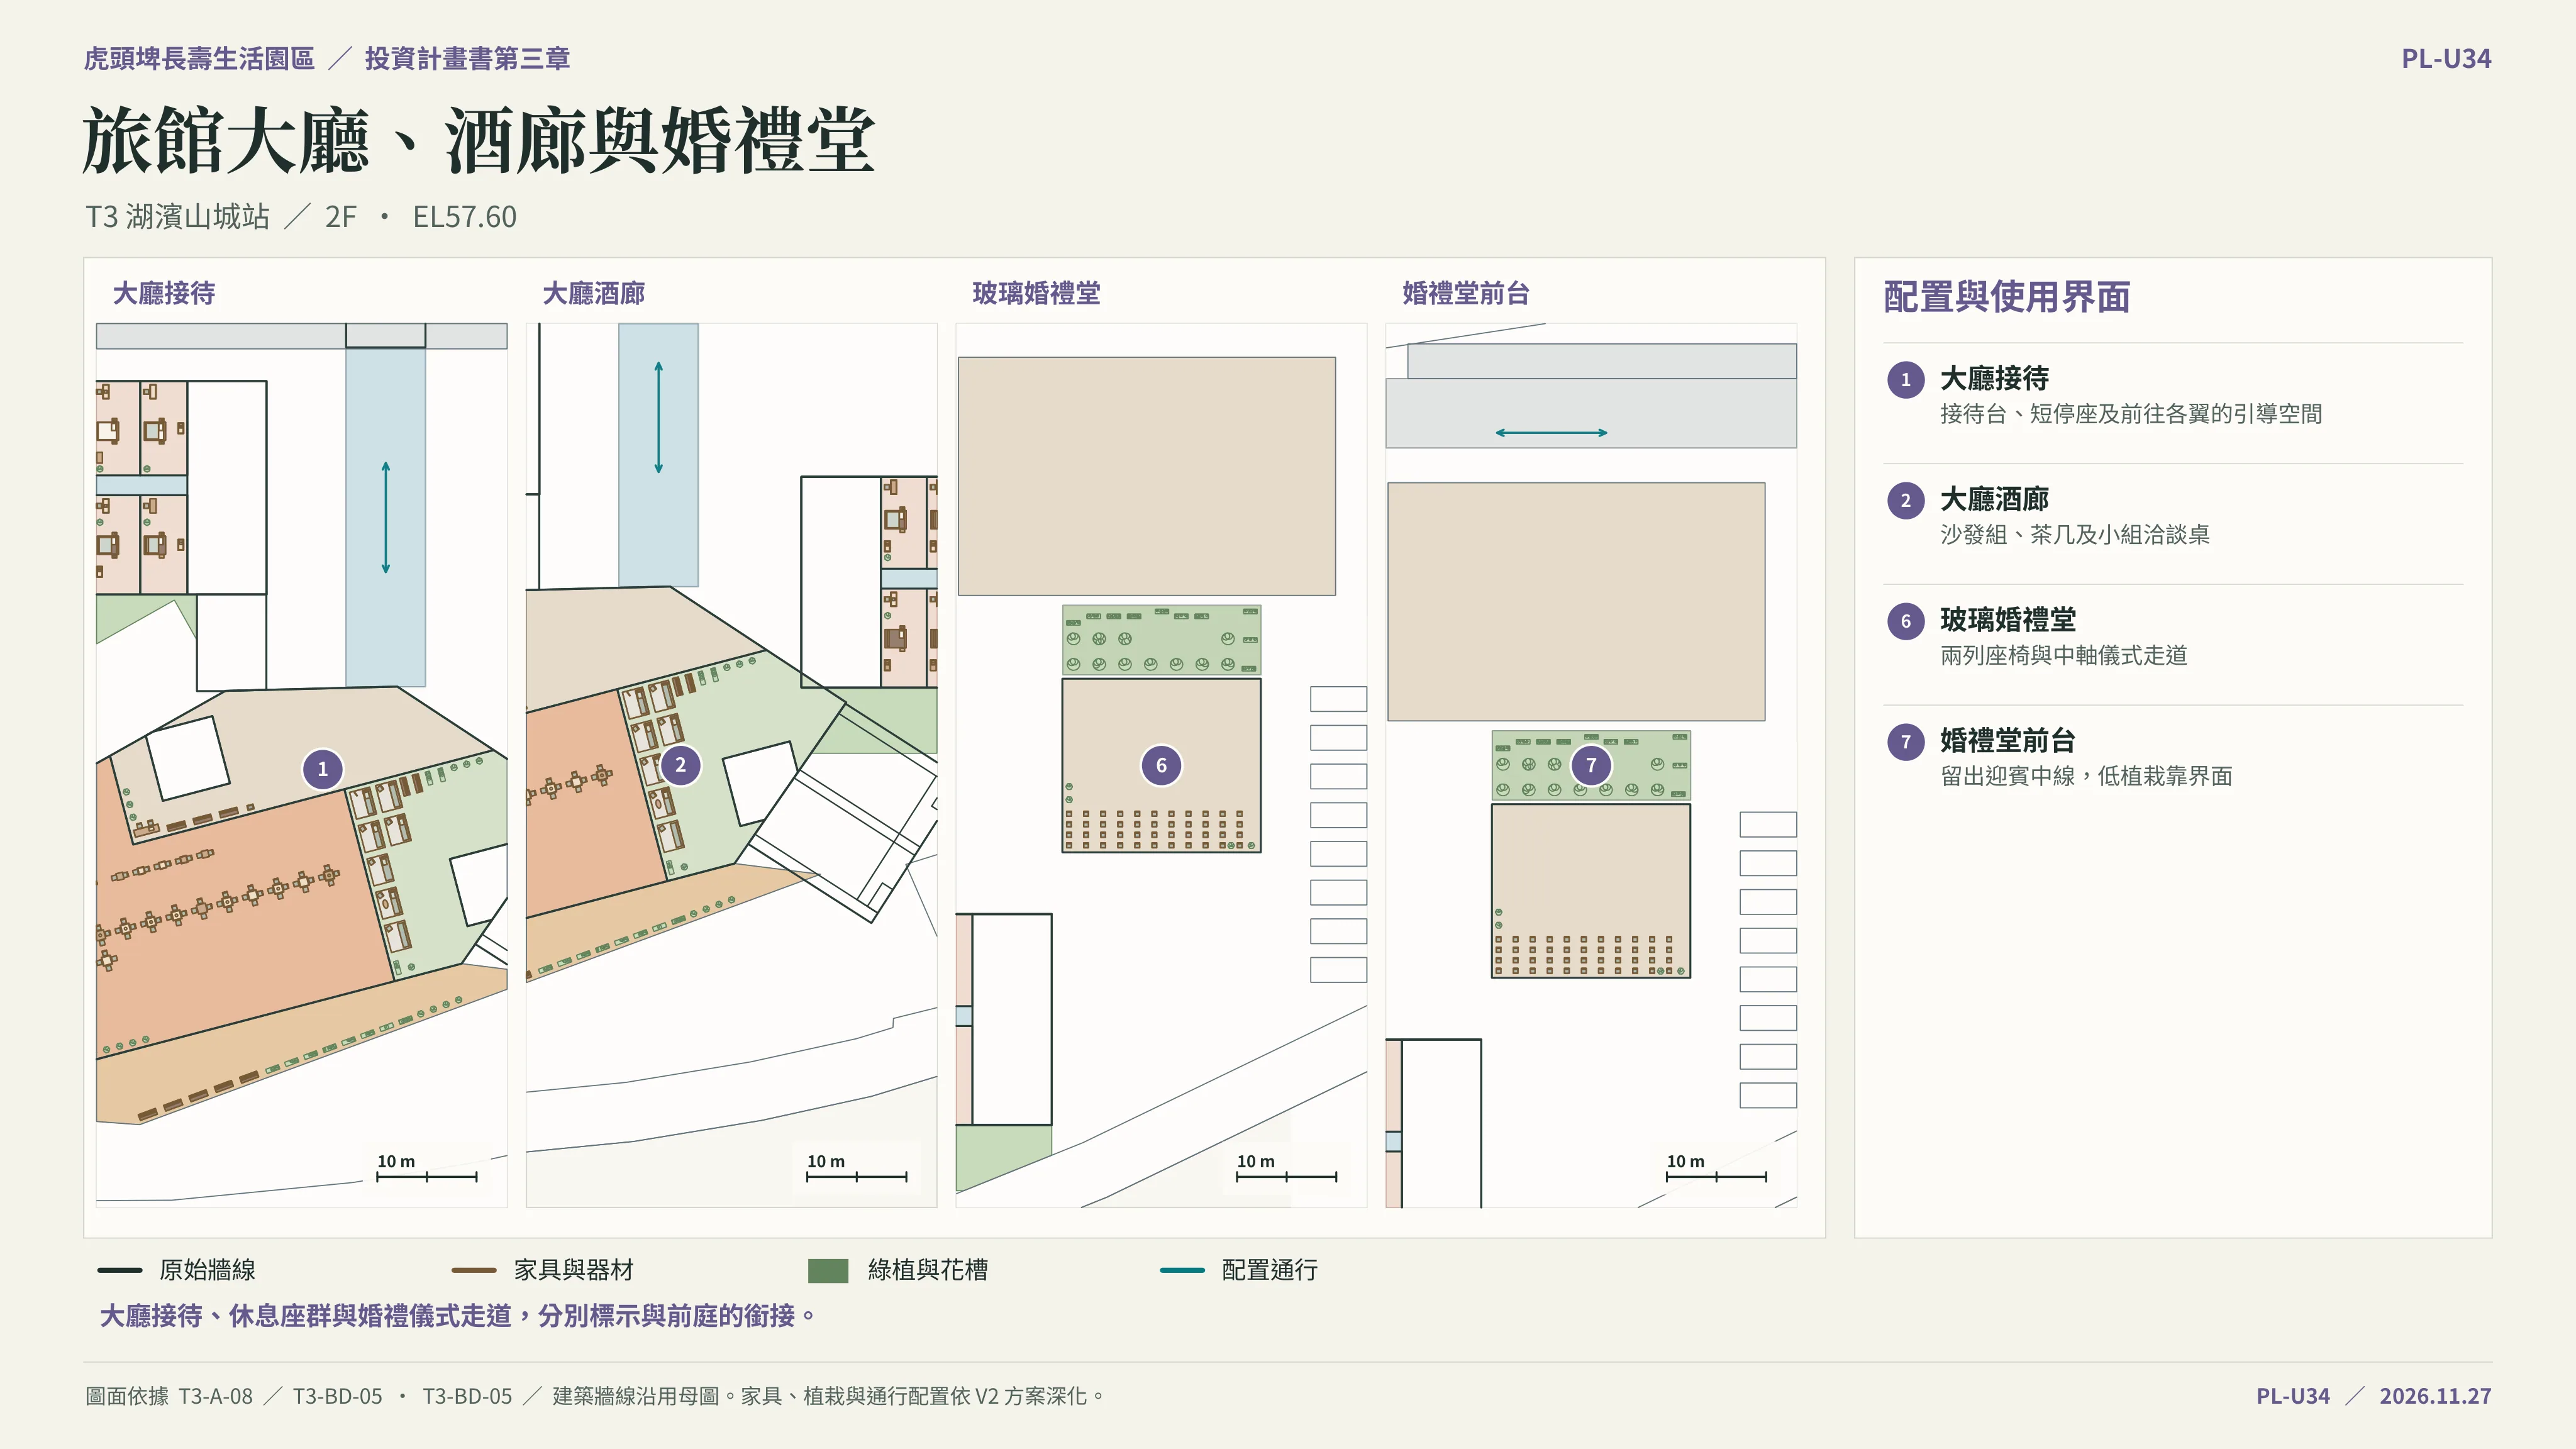 虎頭埤長壽生活園區 ／ 投資計畫書第三章
PL-U34
旅館大廳、酒廊與婚禮堂
T3 湖濱山城站 ／ 2F ・ EL57.60
大廳接待
大廳酒廊
玻璃婚禮堂
婚禮堂前台
1
2
6
7
10 m
10 m
10 m
10 m
配置與使用界面
1 大廳接待
接待台、短停座及前往各翼的引導空間
2 大廳酒廊
沙發組、茶几及小組洽談桌
6 玻璃婚禮堂
兩列座椅與中軸儀式走道
7 婚禮堂前台
留出迎賓中線，低植栽靠界面
原始牆線
家具與器材
綠植與花槽
配置通行
大廳接待、休息座群與婚禮儀式走道，分別標示與前庭的銜接。
圖面依據 T3-A-08 ／ T3-BD-05 ・ T3-BD-05 ／ 建築牆線沿用母圖。家具、植栽與通行配置依 V2 方案深化。
PL-U34 ／ 2026.11.27